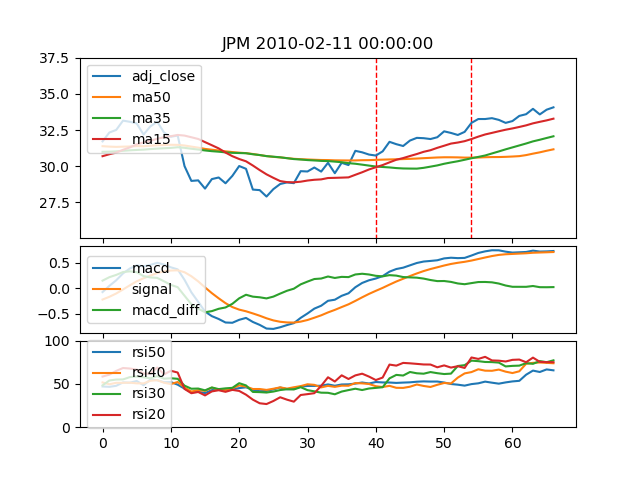 JPM 2010-02-11 00:00:00
37.5
35.0
32.5
30.0
27.5
adj_close
ma50
ma35
ma15
0.5
0.0
−0.5
macd
signal
macd_diff
100
50
0
rsi50
rsi40
rsi30
rsi20
0 10 20 30 40 50 60